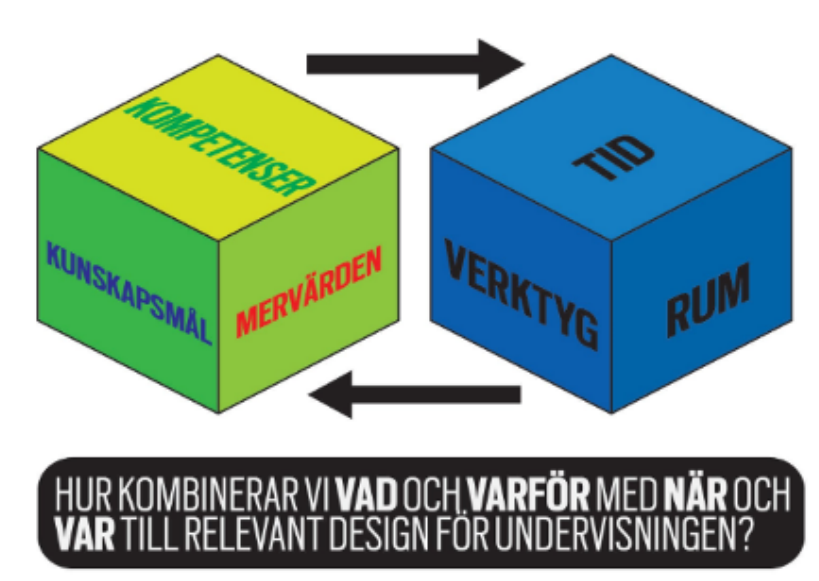 KOMPETENSER
KUNSKAPSMÅL
MERVÄRDEN
TID
VERKTYG
RUM
HUR KOMBINERAR VI VAD OCH VARFÖR MED NÄR OCH
VAR TILL RELEVANT DESIGN FÖR UNDERVISNINGEN?